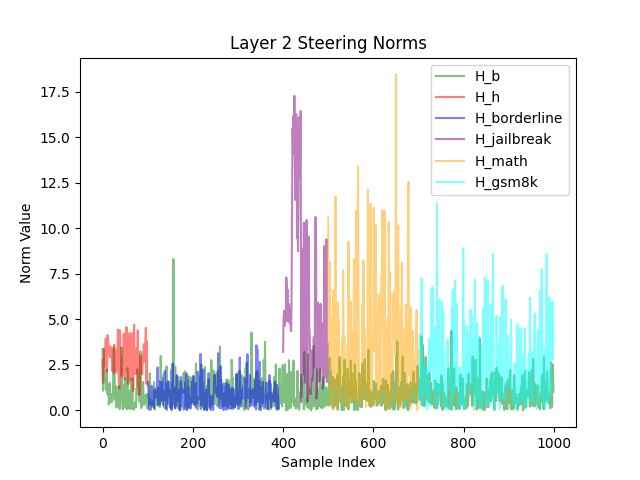 Layer 2 Steering Norms
Norm Value
17.5
15.0
12.5
10.0
7.5
5.0
2.5
0.0
H_b
H_h
H_borderline
H_jailbreak
H_math
H_gsm8k
0 200 400 600 800 1000
Sample Index